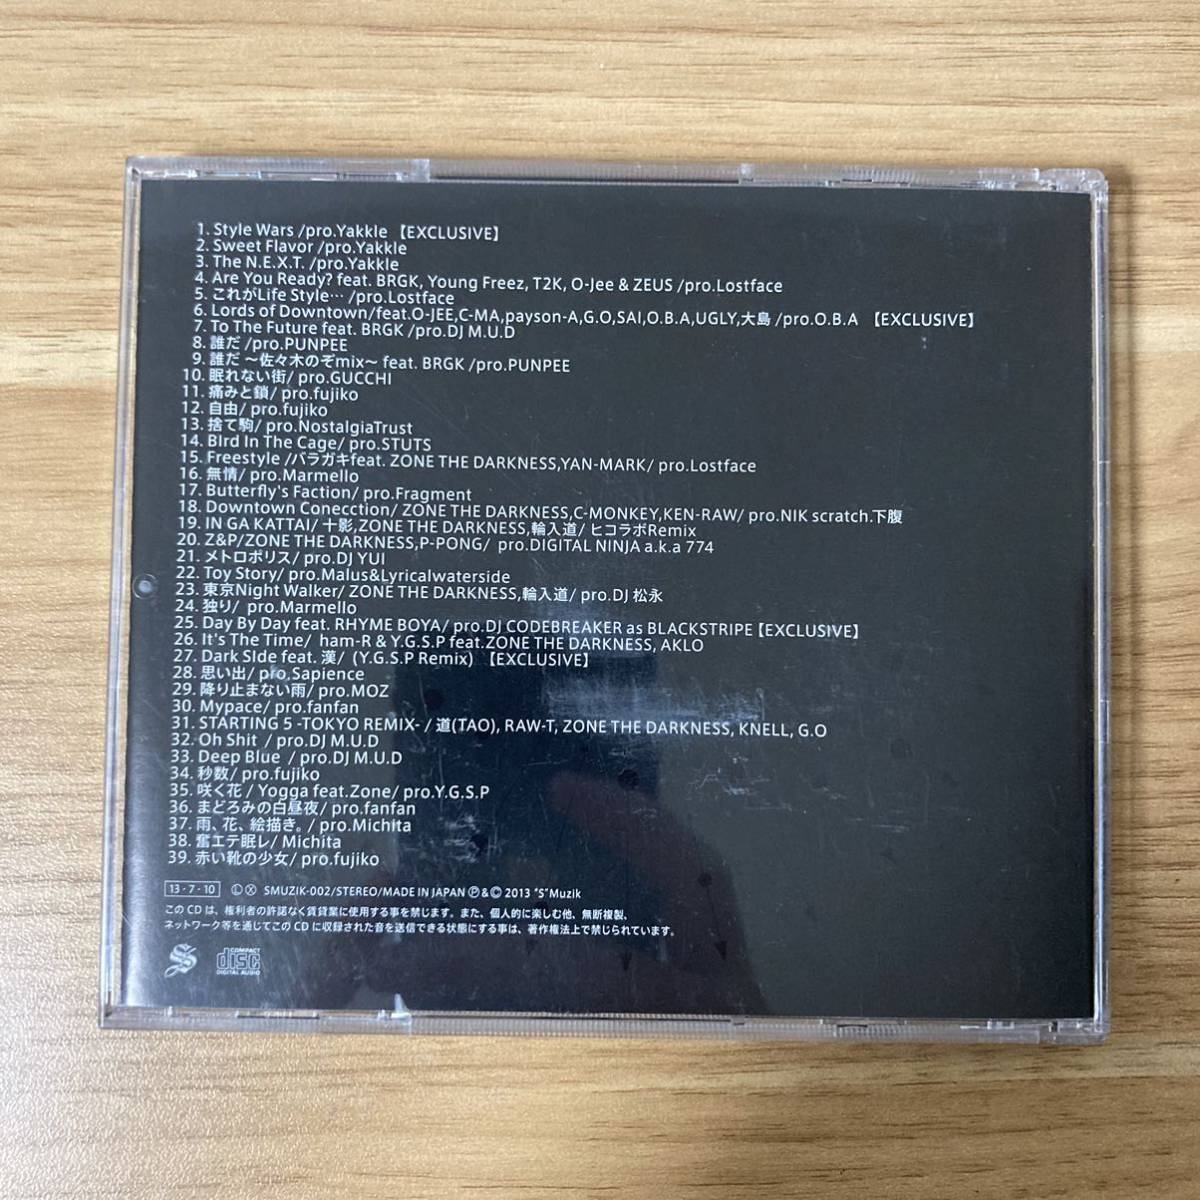 1. Style Wars /pro.Yakkle 【EXCLUSIVE】
2. Sweet Flavor /pro.Yakkle
3. The N.E.X.T. /pro.Yakkle
4. Are You Ready? feat. BRGK, Young Freez, T2K, O-Jee & ZEUS /pro.Lostface
5. これがLife Style… /pro.Lostface
6. Lords of Downtown/feat.O-JEE,C-MA,payson-A,G.O,SAI,O.B.A,UGLY,大島 /pro.O.B.A 【EXCLUSIVE】
7. To The Future feat. BRGK /pro.DJ M.U.D
8. 誰だ /pro.PUNPEE
9. 誰だ ～佐々木のぞmix～ feat. BRGK /pro.PUNPEE
10. 眠れない街/ pro.GUCCHI
11. 痛みと鎖/ pro.fujiko
12. 自由/ pro.fujiko
13. 捨て駒/ pro.NostalgiaTrust
14. BIrd In The Cage/ pro.STUTS
15. Freestyle /バラガキfeat. ZONE THE DARKNESS,YAN-MARK/ pro.Lostface
16. 無情/ pro.Marmello
17. Butterfly's Faction/ pro.Fragment
18. Downtown Conecction/ ZONE THE DARKNESS,C-MONKEY,KEN-RAW/ pro.NIK scratch.下腹
19. IN GA KATTAI/ 十影,ZONE THE DARKNESS,輪入道/ ヒコラボRemix
20. Z&P/ZONE THE DARKNESS,P-PONG/ pro.DIGITAL NINJA a.k.a 774
21. メトロポリス/ pro.DJ YUI
22. Toy Story/ pro.Malus&Lyricalwaterside
23. 東京Night Walker/ ZONE THE DARKNESS,輪入道/ pro.DJ 松永
24. 独り/ pro.Marmello
25. Day By Day feat. RHYME BOYA/ pro.DJ CODEBREAKER as BLACKSTRIPE【EXCLUSIVE】
26. It's The Time/ ham-R & Y.G.S.P feat.ZONE THE DARKNESS, AKLO
27. Dark SIde feat. 漢/ (Y.G.S.P Remix) 【EXCLUSIVE】
28. 思い出/ pro.Sapience
29. 降り止まない雨/ pro.MOZ
30. Mypace/ pro.fanfan
31. STARTING 5 -TOKYO REMIX- / 道(TAO), RAW-T, ZONE THE DARKNESS, KNELL, G.O
32. Oh Shit / pro.DJ M.U.D
33. Deep Blue / pro.DJ M.U.D
34. 秒数/ pro.fujiko
35. 咲く花 / Yogga feat.Zone/ pro.Y.G.S.P
36. まどろみの白昼夜/ pro.fanfan
37. 雨、花、絵描き。/ pro.Michita
38. 奮エテ眠レ/ Michita
39. 赤い靴の少女/ pro.fujiko
13・7・10 Ⓛ Ⓧ SMUZIK-002/STEREO/MADE IN JAPAN Ⓟ&Ⓒ 2013 "S"Muzik
このCDは、権利者の許諾なく賃貸業に使用する事を禁じます。また、個人的に楽しむ他、無断複製、
ネットワーク等を通じてこのCDに収録された音を送信できる状態にする事は、著作権法上で禁じられています。
S COMPACT disc DIGITAL AUDIO